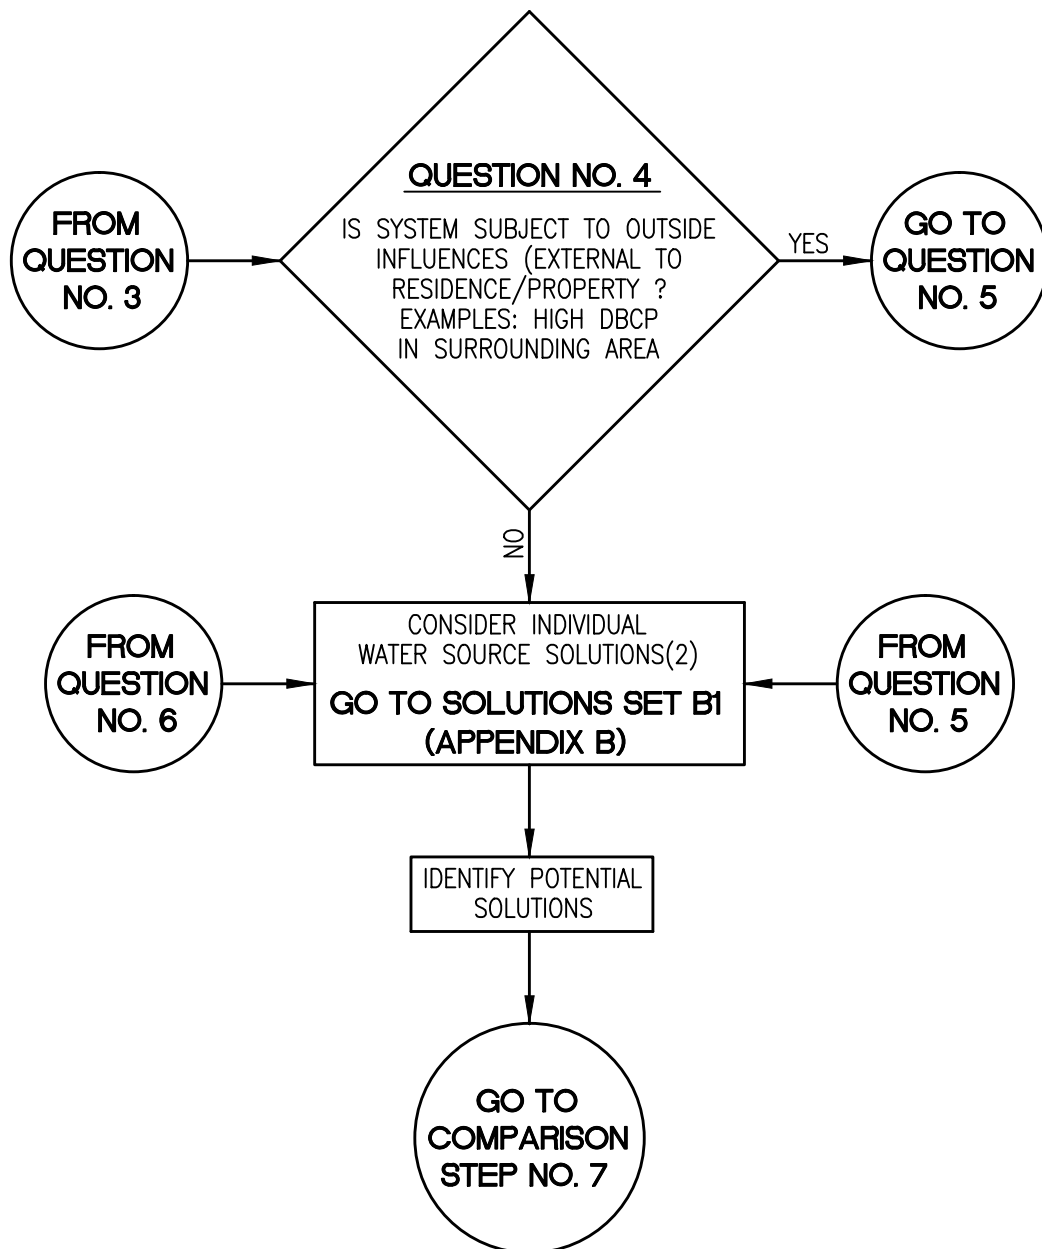 QUESTION NO. 4
IS SYSTEM SUBJECT TO OUTSIDE
INFLUENCES (EXTERNAL TO
RESIDENCE/PROPERTY ?
EXAMPLES: HIGH DBCP
IN SURROUNDING AREA
FROM
QUESTION
NO. 3
YES
GO TO
QUESTION
NO. 5
NO
CONSIDER INDIVIDUAL
WATER SOURCE SOLUTIONS(2)
GO TO SOLUTIONS SET B1
(APPENDIX B)
FROM
QUESTION
NO. 6
FROM
QUESTION
NO. 5
IDENTIFY POTENTIAL
SOLUTIONS
GO TO
COMPARISON
STEP NO. 7